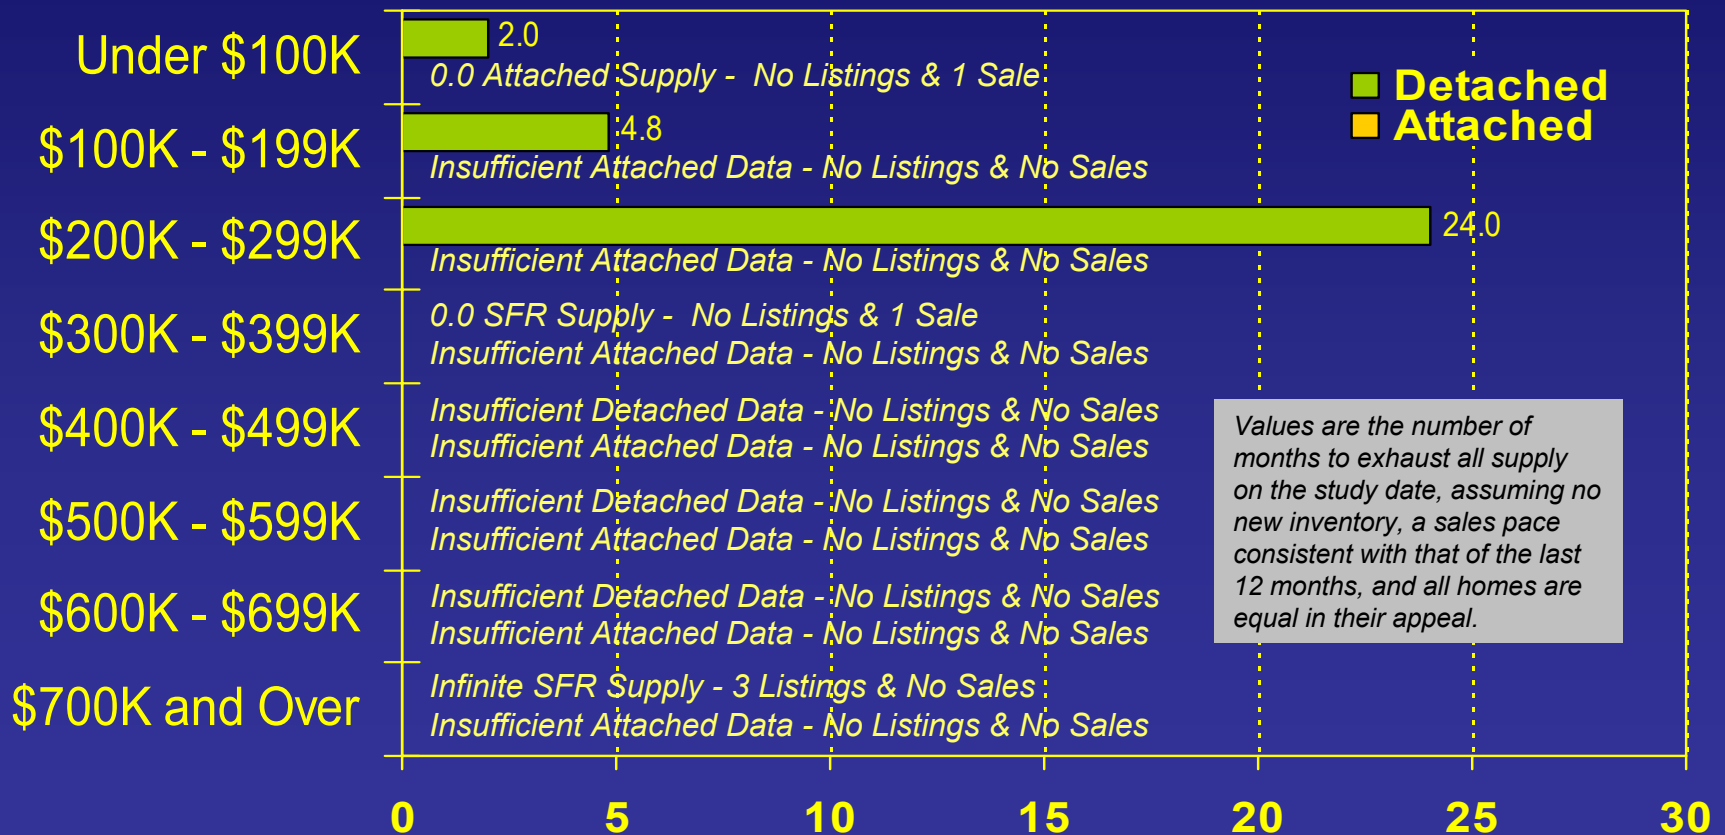 Under $100K
2.0
0.0 Attached Supply - No Listings & 1 Sale
Detached
Attached
$100K - $199K
4.8
Insufficient Attached Data - No Listings & No Sales
$200K - $299K
24.0
Insufficient Attached Data - No Listings & No Sales
$300K - $399K
0.0 SFR Supply - No Listings & 1 Sale
Insufficient Attached Data - No Listings & No Sales
$400K - $499K
Insufficient Detached Data - No Listings & No Sales
Insufficient Attached Data - No Listings & No Sales
$500K - $599K
Insufficient Detached Data - No Listings & No Sales
Insufficient Attached Data - No Listings & No Sales
$600K - $699K
Insufficient Detached Data - No Listings & No Sales
Insufficient Attached Data - No Listings & No Sales
$700K and Over
Infinite SFR Supply - 3 Listings & No Sales
Insufficient Attached Data - No Listings & No Sales
Values are the number of
months to exhaust all supply
on the study date, assuming no
new inventory, a sales pace
consistent with that of the last
12 months, and all homes are
equal in their appeal.
0 5 10 15 20 25 30